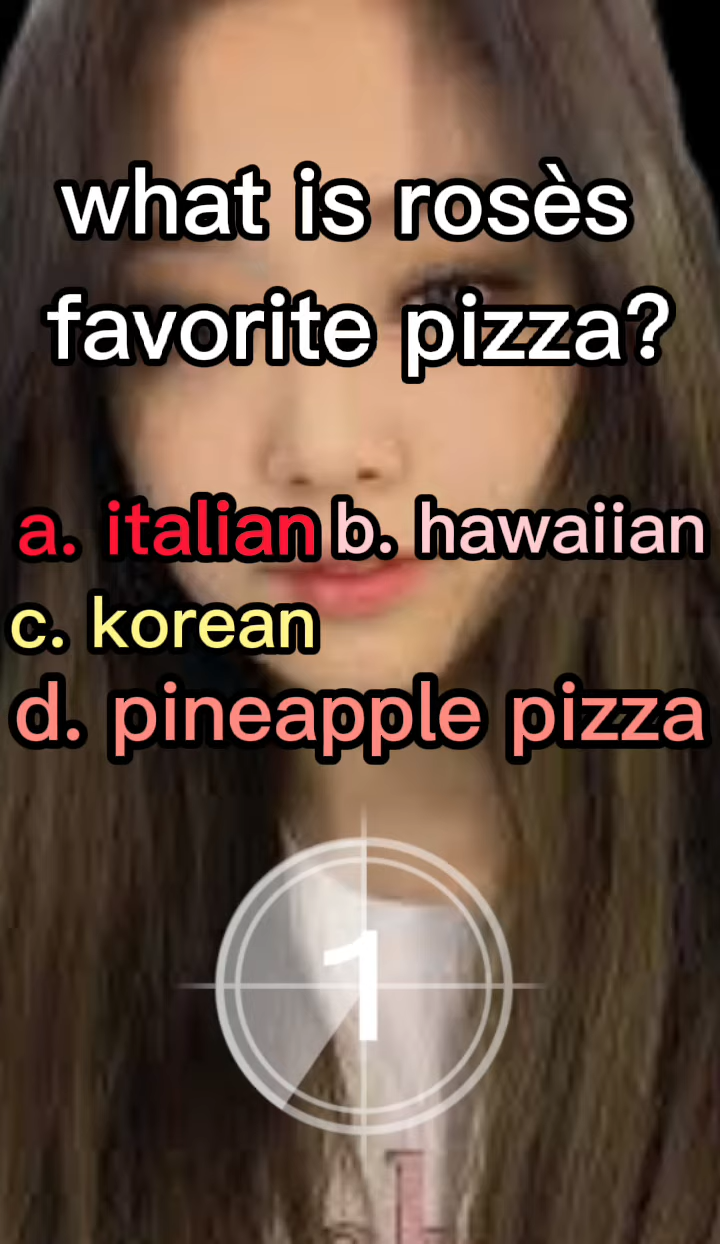 what is rosès
favorite pizza?
a. italian b. hawaiian
c. korean
d. pineapple pizza
1